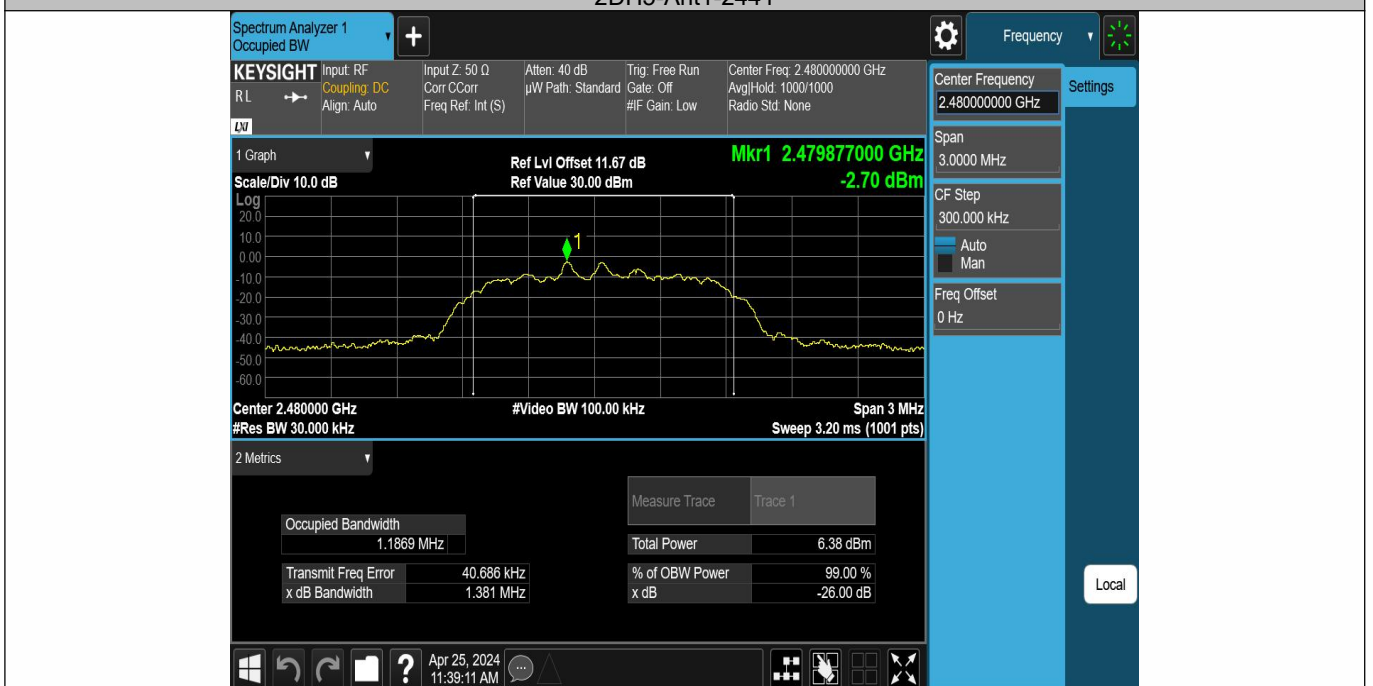 2DH5-Ant1-2441
Spectrum Analyzer 1
Occupied BW
Frequency
KEYSIGHT
RL
LXI
Input: RF
Coupling: DC
Align: Auto
Input Z: 50 Ω
Corr CCorr
Freq Ref: Int (S)
Atten: 40 dB
µW Path: Standard
Trig: Free Run
Gate: Off
#IF Gain: Low
Center Freq: 2.480000000 GHz
Avg|Hold: 1000/1000
Radio Std: None
Center Frequency
2.480000000 GHz
Settings
Span
3.0000 MHz
CF Step
300.000 kHz
Auto
Man
Freq Offset
0 Hz
Local
1 Graph
Scale/Div 10.0 dB
Ref Lvl Offset 11.67 dB
Ref Value 30.00 dBm
Mkr1 2.479877000 GHz
-2.70 dBm
Log
20.0
10.0
0.00
-10.0
-20.0
-30.0
-40.0
-50.0
-60.0
1
Center 2.480000 GHz
#Video BW 100.00 kHz
Span 3 MHz
#Res BW 30.000 kHz
Sweep 3.20 ms (1001 pts)
2 Metrics
Measure Trace
Trace 1
Occupied Bandwidth
1.1869 MHz
Total Power
6.38 dBm
Transmit Freq Error
40.686 kHz
% of OBW Power
99.00 %
x dB Bandwidth
1.381 MHz
x dB
-26.00 dB
?
Apr 25, 2024
11:39:11 AM